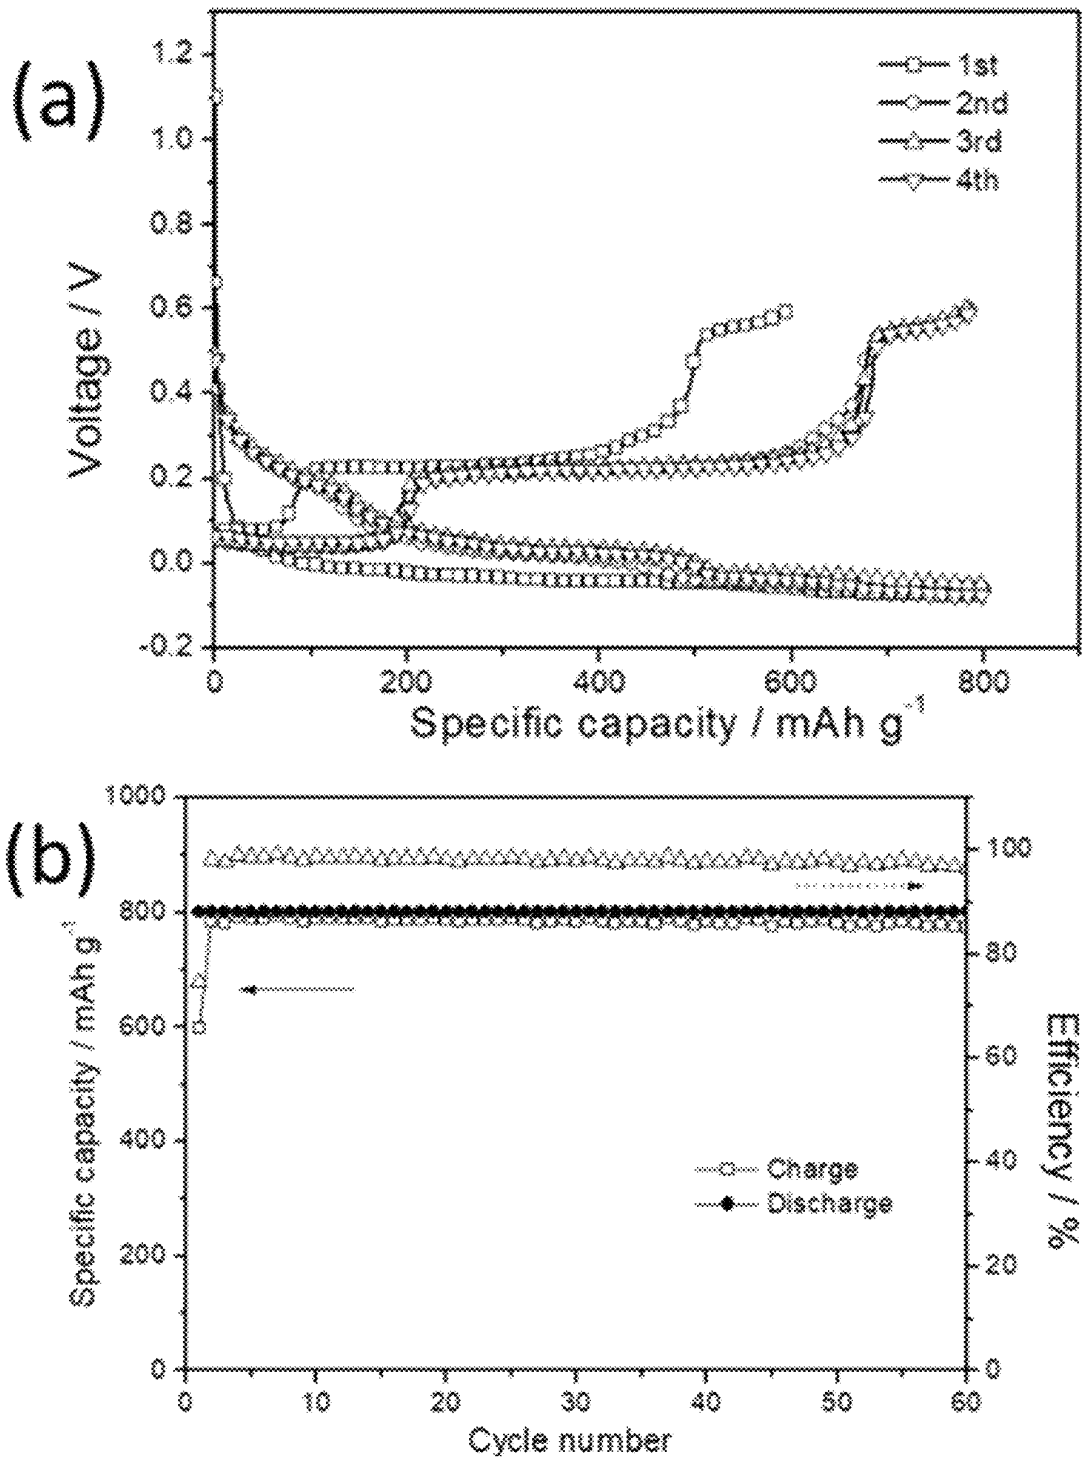 (a)
1.2
1.0
0.8
0.6
0.4
0.2
0.0
-0.2
Voltage / V
1st
2nd
3rd
4th
0 200 400 600 800
Specific capacity / mAh g⁻¹
(b)
1000
800
600
400
200
0
Specific capacity / mAh g⁻¹
100
80
60
40
20
0
Efficiency / %
Charge
Discharge
0 10 20 30 40 50 60
Cycle number